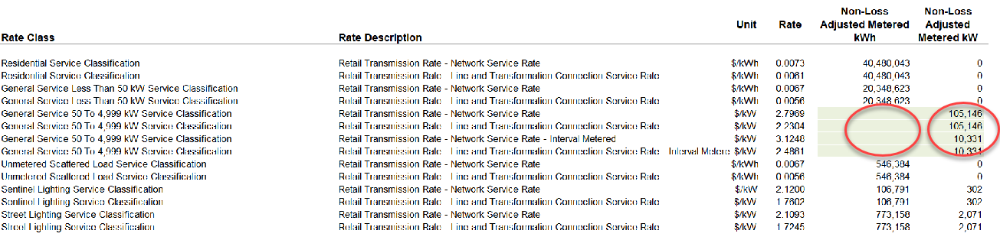 Non-Loss Non-Loss
Unit Rate Adjusted Metered Adjusted
Rate Class Rate Description kWh Metered kW
Residential Service Classification Retail Transmission Rate - Network Service Rate $/kWh 0.0073 40,480,043 0
Residential Service Classification Retail Transmission Rate - Line and Transformation Connection Service Rate $/kWh 0.0061 40,480,043 0
General Service Less Than 50 kW Service Classification Retail Transmission Rate - Network Service Rate $/kWh 0.0067 20,348,623 0
General Service Less Than 50 kW Service Classification Retail Transmission Rate - Line and Transformation Connection Service Rate $/kWh 0.0056 20,348,623 0
General Service 50 To 4,999 kW Service Classification Retail Transmission Rate - Network Service Rate $/kW 2.7969 105,146
General Service 50 To 4,999 kW Service Classification Retail Transmission Rate - Line and Transformation Connection Service Rate $/kW 2.2304 105,146
General Service 50 To 4,999 kW Service Classification Retail Transmission Rate - Network Service Rate - Interval Metered $/kW 3.1248 10,331
General Service 50 To 4,999 kW Service Classification Retail Transmission Rate - Line and Transformation Connection Service Rate - Interval Metere $/kW 2.4861 10,331
Unmetered Scattered Load Service Classification Retail Transmission Rate - Network Service Rate $/kWh 0.0067 546,384 0
Unmetered Scattered Load Service Classification Retail Transmission Rate - Line and Transformation Connection Service Rate $/kWh 0.0056 546,384 0
Sentinel Lighting Service Classification Retail Transmission Rate - Network Service Rate $/kW 2.1200 106,791 302
Sentinel Lighting Service Classification Retail Transmission Rate - Line and Transformation Connection Service Rate $/kW 1.7602 106,791 302
Street Lighting Service Classification Retail Transmission Rate - Network Service Rate $/kW 2.1093 773,158 2,071
Street Lighting Service Classification Retail Transmission Rate - Line and Transformation Connection Service Rate $/kW 1.7245 773,158 2,071